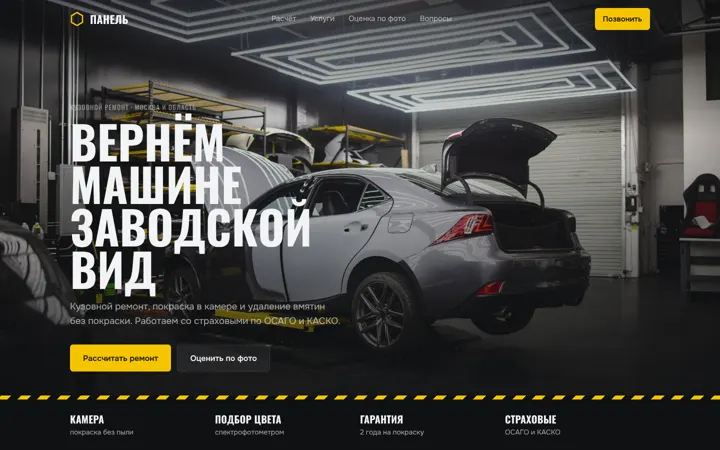 ПАНЕЛЬ
Расчёт Услуги Оценка по фото Вопросы
Позвонить
КУЗОВНОЙ РЕМОНТ · МОСКВА И ОБЛАСТЬ
ВЕРНЁМ
МАШИНЕ
ЗАВОДСКОЙ
ВИД
Кузовной ремонт, покраска в камере и удаление вмятин
без покраски. Работаем со страховыми по ОСАГО и КАСКО.
Рассчитать ремонт
Оценить по фото
КАМЕРА
покраска без пыли
ПОДБОР ЦВЕТА
спектрофотометром
ГАРАНТИЯ
2 года на покраску
СТРАХОВЫЕ
ОСАГО и КАСКО